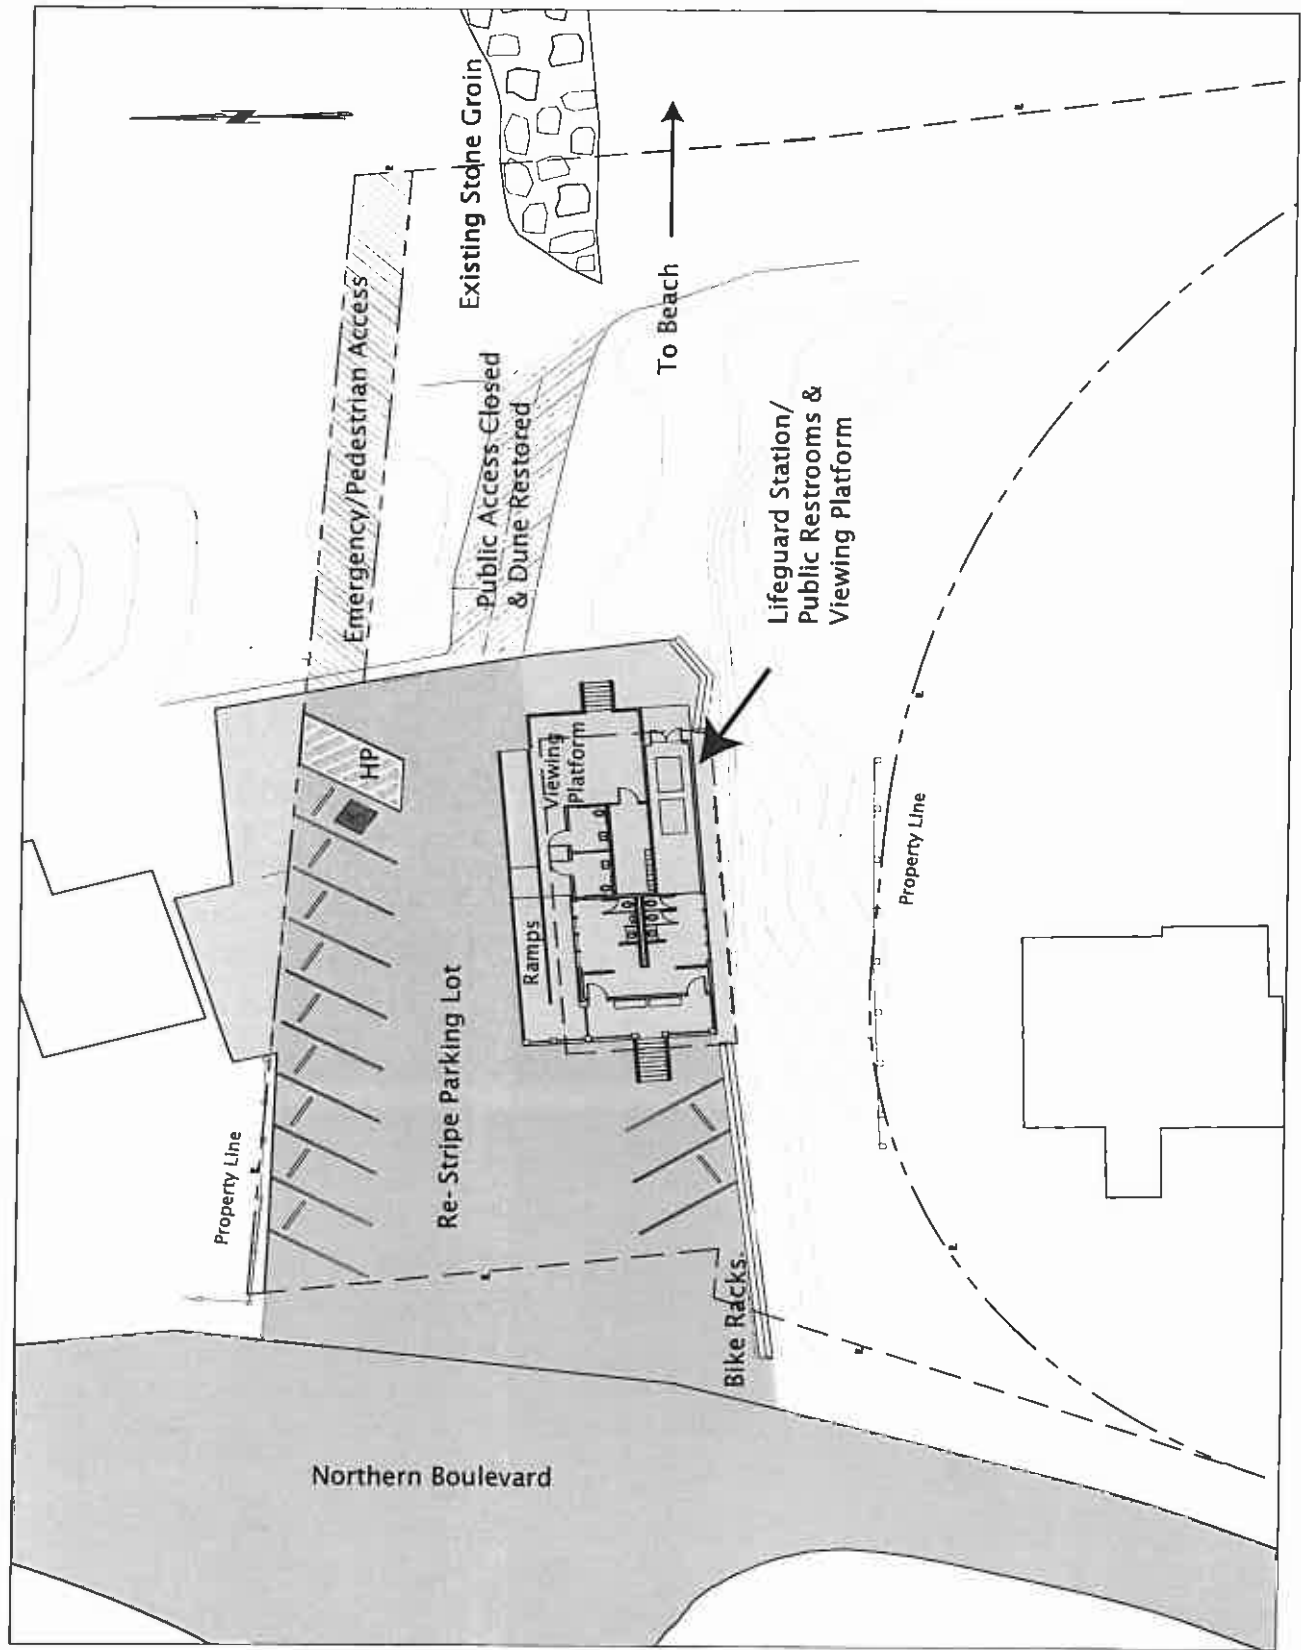 Existing Stone Groin
Emergency/Pedestrian Access
Public Access Closed
& Dune Restored
To Beach
Lifeguard Station/
Public Restrooms &
Viewing Platform
HP
Viewing
Platform
Ramps
Re-Stripe Parking Lot
Property Line
Property Line
Bike Racks
Northern Boulevard